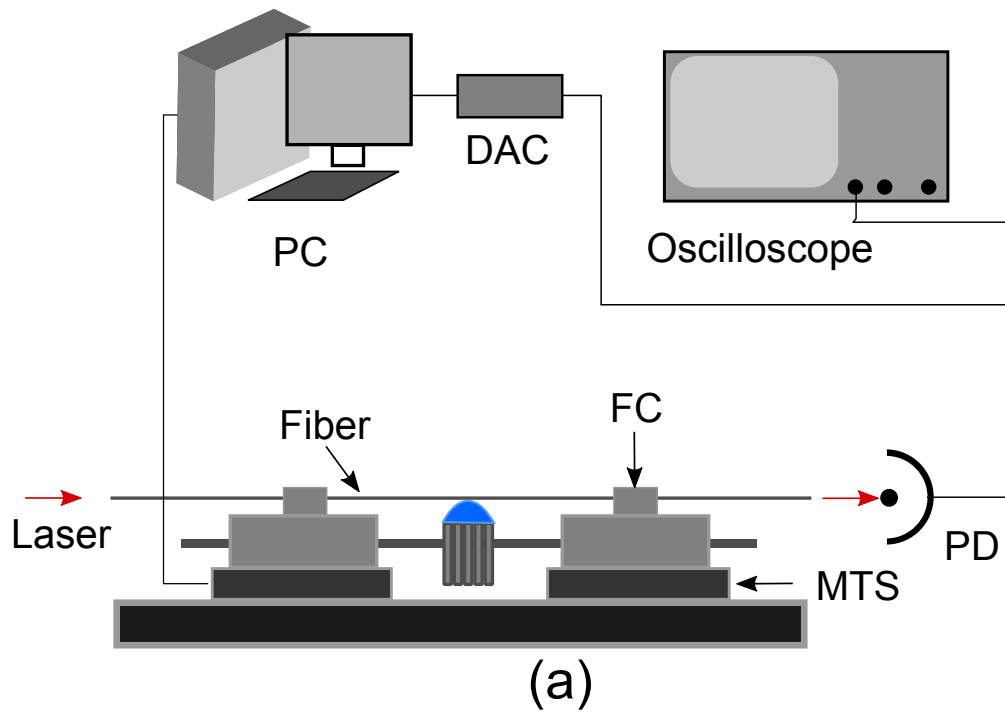 DAC
PC
Oscilloscope
Fiber
FC
Laser
PD
MTS
(a)